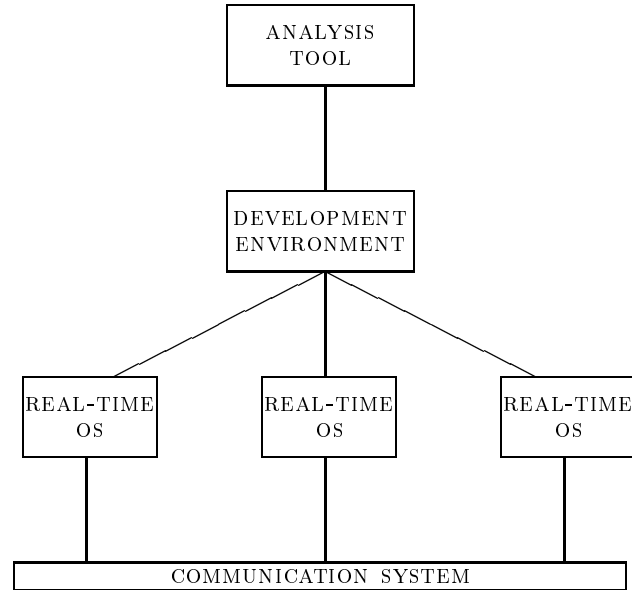 ANALYSIS
TOOL
DEVELOPMENT
ENVIRONMENT
REAL-TIME
OS
REAL-TIME
OS
REAL-TIME
OS
COMMUNICATION SYSTEM